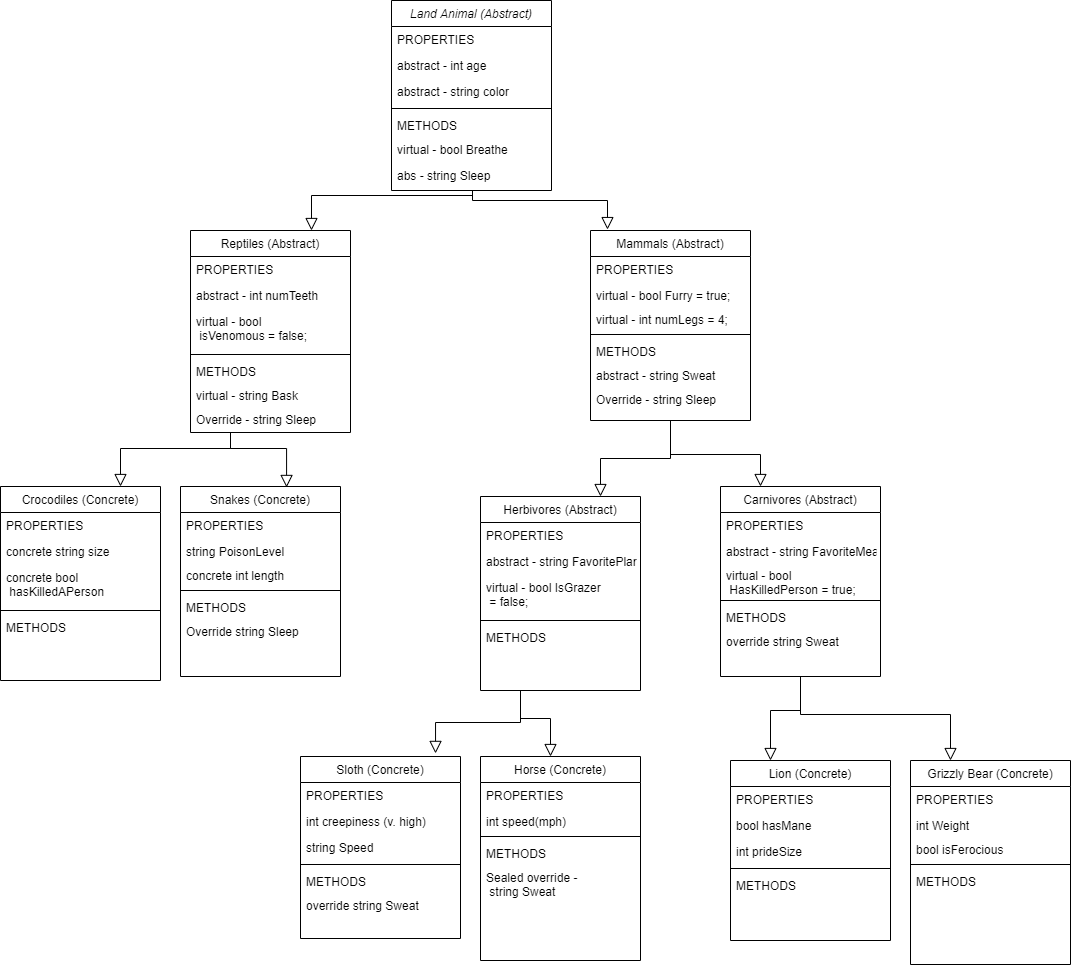 Land Animal (Abstract)
PROPERTIES
abstract - int age
abstract - string color
METHODS
virtual - bool Breathe
abs - string Sleep
Reptiles (Abstract)
PROPERTIES
abstract - int numTeeth
virtual - bool
isVenomous = false;
METHODS
virtual - string Bask
Override - string Sleep
Mammals (Abstract)
PROPERTIES
virtual - bool Furry = true;
virtual - int numLegs = 4;
METHODS
abstract - string Sweat
Override - string Sleep
Crocodiles (Concrete)
PROPERTIES
concrete string size
concrete bool
hasKilledAPerson
METHODS
Snakes (Concrete)
PROPERTIES
string PoisonLevel
concrete int length
METHODS
Override string Sleep
Herbivores (Abstract)
PROPERTIES
abstract - string FavoritePlar
virtual - bool IsGrazer
= false;
METHODS
Carnivores (Abstract)
PROPERTIES
abstract - string FavoriteMea
virtual - bool
HasKilledPerson = true;
METHODS
override string Sweat
Sloth (Concrete)
PROPERTIES
int creepiness (v. high)
string Speed
METHODS
override string Sweat
Horse (Concrete)
PROPERTIES
int speed(mph)
METHODS
Sealed override -
string Sweat
Lion (Concrete)
PROPERTIES
bool hasMane
int prideSize
METHODS
Grizzly Bear (Concrete)
PROPERTIES
int Weight
bool isFerocious
METHODS